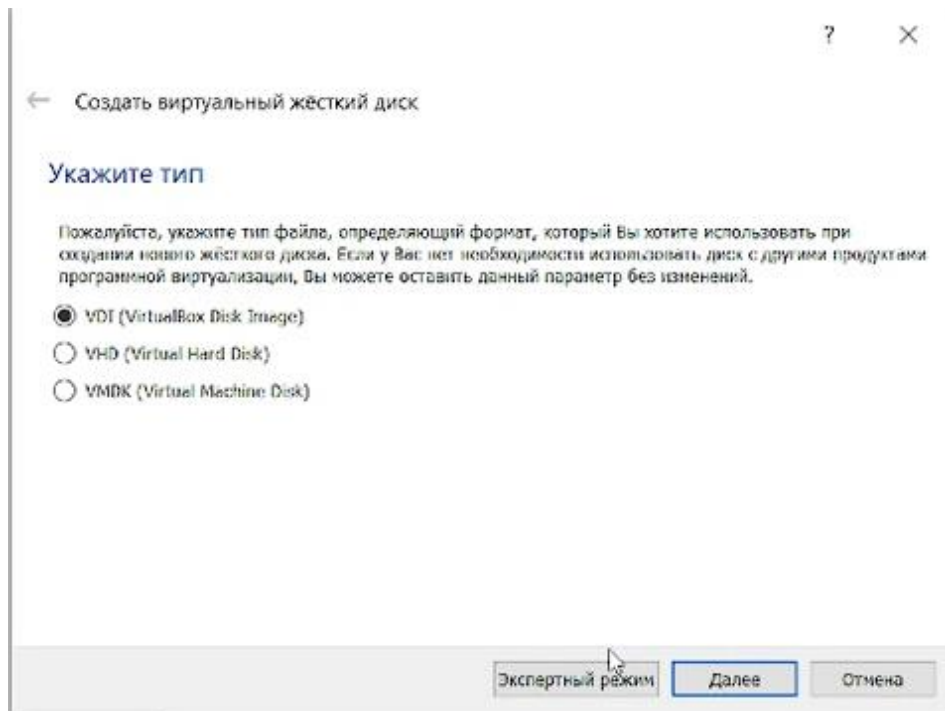 ?
Создать виртуальный жёсткий диск
Укажите тип
Пожалуйста, укажите тип файла, определяющий формат, который Вы хотите использовать при
создании нового жёсткого диска. Если у Вас нет необходимости использовать диск с другими продуктами
программной виртуализации, Вы можете оставить данный параметр без изменений.
VDI (VirtualBox Disk Image)
VHD (Virtual Hard Disk)
VMDK (Virtual Machine Disk)
Экспертный режим
Далее
Отмена